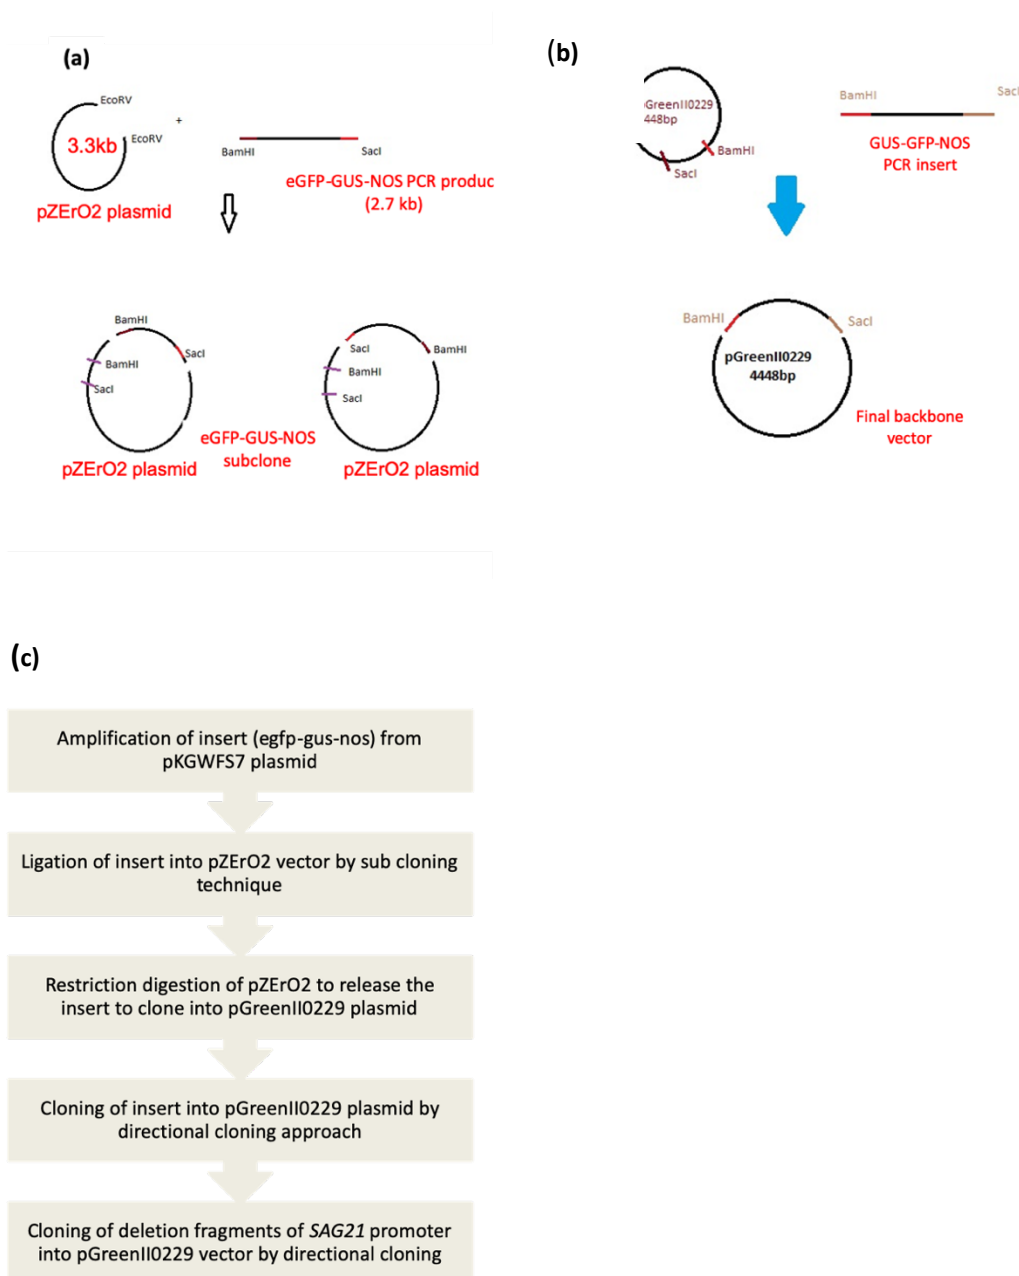 (a)
EcoRV
EcoRV
3.3kb
+
BamHI
SacI
pZErO2 plasmid
eGFP-GUS-NOS PCR produc
(2.7 kb)
BamHI
SacI
BamHI
SacI
SacI
BamHI
BamHI
SacI
eGFP-GUS-NOS
subclone
pZErO2 plasmid
pZErO2 plasmid
(b)
GreenII0229
448bp
BamHI
SacI
BamHI
SacI
GUS-GFP-NOS
PCR insert
BamHI
SacI
pGreenII0229
4448bp
Final backbone
vector
(c)
Amplification of insert (egfp-gus-nos) from
pKGWFS7 plasmid
Ligation of insert into pZErO2 vector by sub cloning
technique
Restriction digestion of pZErO2 to release the
insert to clone into pGreenII0229 plasmid
Cloning of insert into pGreenII0229 plasmid by
directional cloning approach
Cloning of deletion fragments of SAG21 promoter
into pGreenII0229 vector by directional cloning